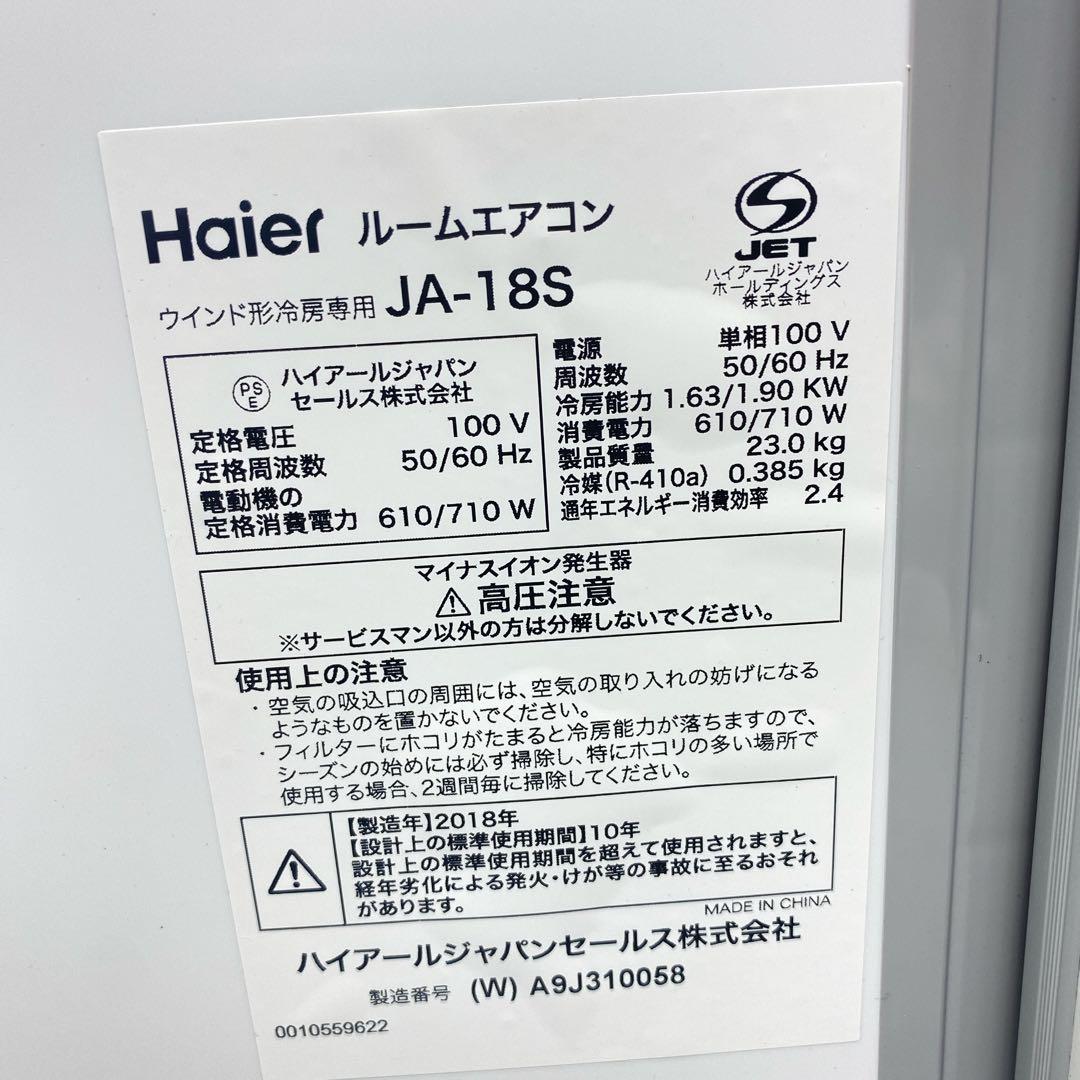 Haier ルームエアコン
ウインド形冷房専用 JA-18S
S
JET
ハイアールジャパン
ホールディングス
株式会社
PS
E
ハイアールジャパン
セールス株式会社
定格電圧 100 V
定格周波数 50/60 Hz
電動機の
定格消費電力 610/710 W
電源 単相100 V
周波数 50/60 Hz
冷房能力 1.63/1.90 KW
消費電力 610/710 W
製品質量 23.0 kg
冷媒(R-410a) 0.385 kg
通年エネルギー消費効率 2.4
マイナスイオン発生器
⚠高圧注意
※サービスマン以外の方は分解しないでください。
使用上の注意
・空気の吸込口の周囲には、空気の取り入れの妨げになる
ようなものを置かないでください。
・フィルターにホコリがたまると冷房能力が落ちますので、
シーズンの始めには必ず掃除し、特にホコリの多い場所で
使用する場合、2週間毎に掃除してください。
【製造年】2018年
【設計上の標準使用期間】10年
設計上の標準使用期間を超えて使用されますと、
経年劣化による発火・けが等の事故に至るおそれ
があります。
MADE IN CHINA
ハイアールジャパンセールス株式会社
製造番号 (W) A9J310058
0010559622